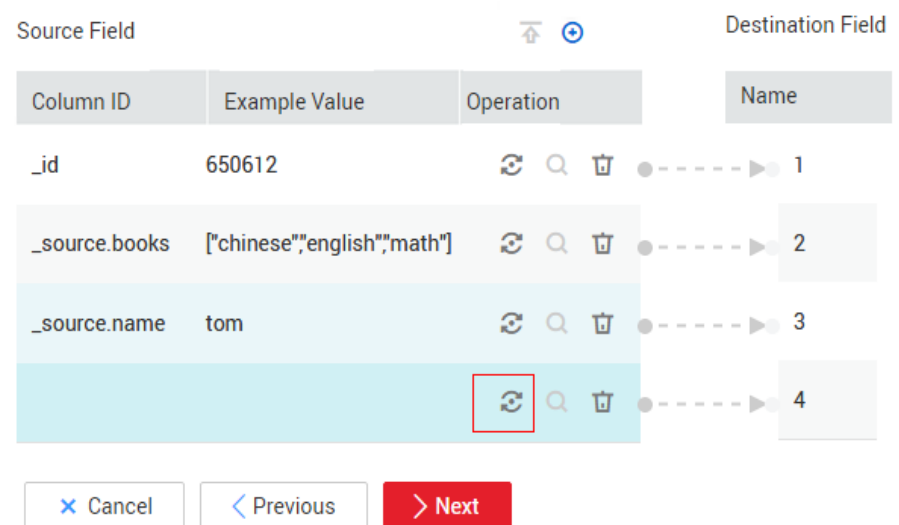 Source Field Destination Field
Column ID Example Value Operation Name
_id 650612 1
_source.books ["chinese","english","math"] 2
_source.name tom 3
4
Cancel Previous Next